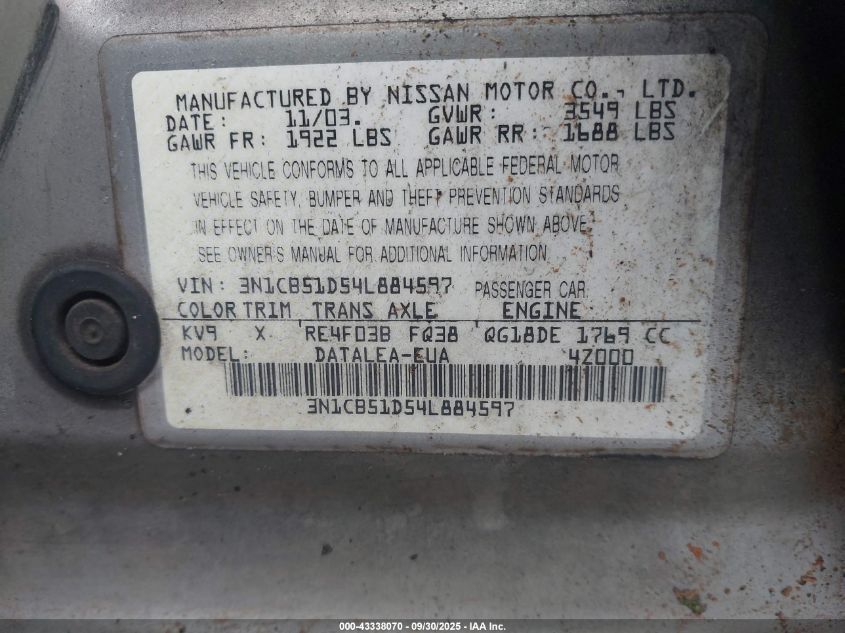 MANUFACTURED BY NISSAN MOTOR CO., LTD.
DATE: 11/03. GVWR: 3549 LBS
GAWR FR: 1922 LBS GAWR RR: 1688 LBS
THIS VEHICLE CONFORMS TO ALL APPLICABLE FEDERAL MOTOR
VEHICLE SAFETY, BUMPER AND THEFT PREVENTION STANDARDS
IN EFFECT ON THE DATE OF MANUFACTURE SHOWN ABOVE.
SEE OWNER'S MANUAL FOR ADDITIONAL INFORMATION
VIN: 3N1CB51D54L884597 PASSENGER CAR
COLOR TRIM TRANS AXLE ENGINE
KV9 X RE4F03B FQ38 QG18DE 1769 CC
MODEL: DATALEA-EUA 4Z000
3N1CB51D54L884597
000-43338070 - 09/30/2025 - IAA Inc.